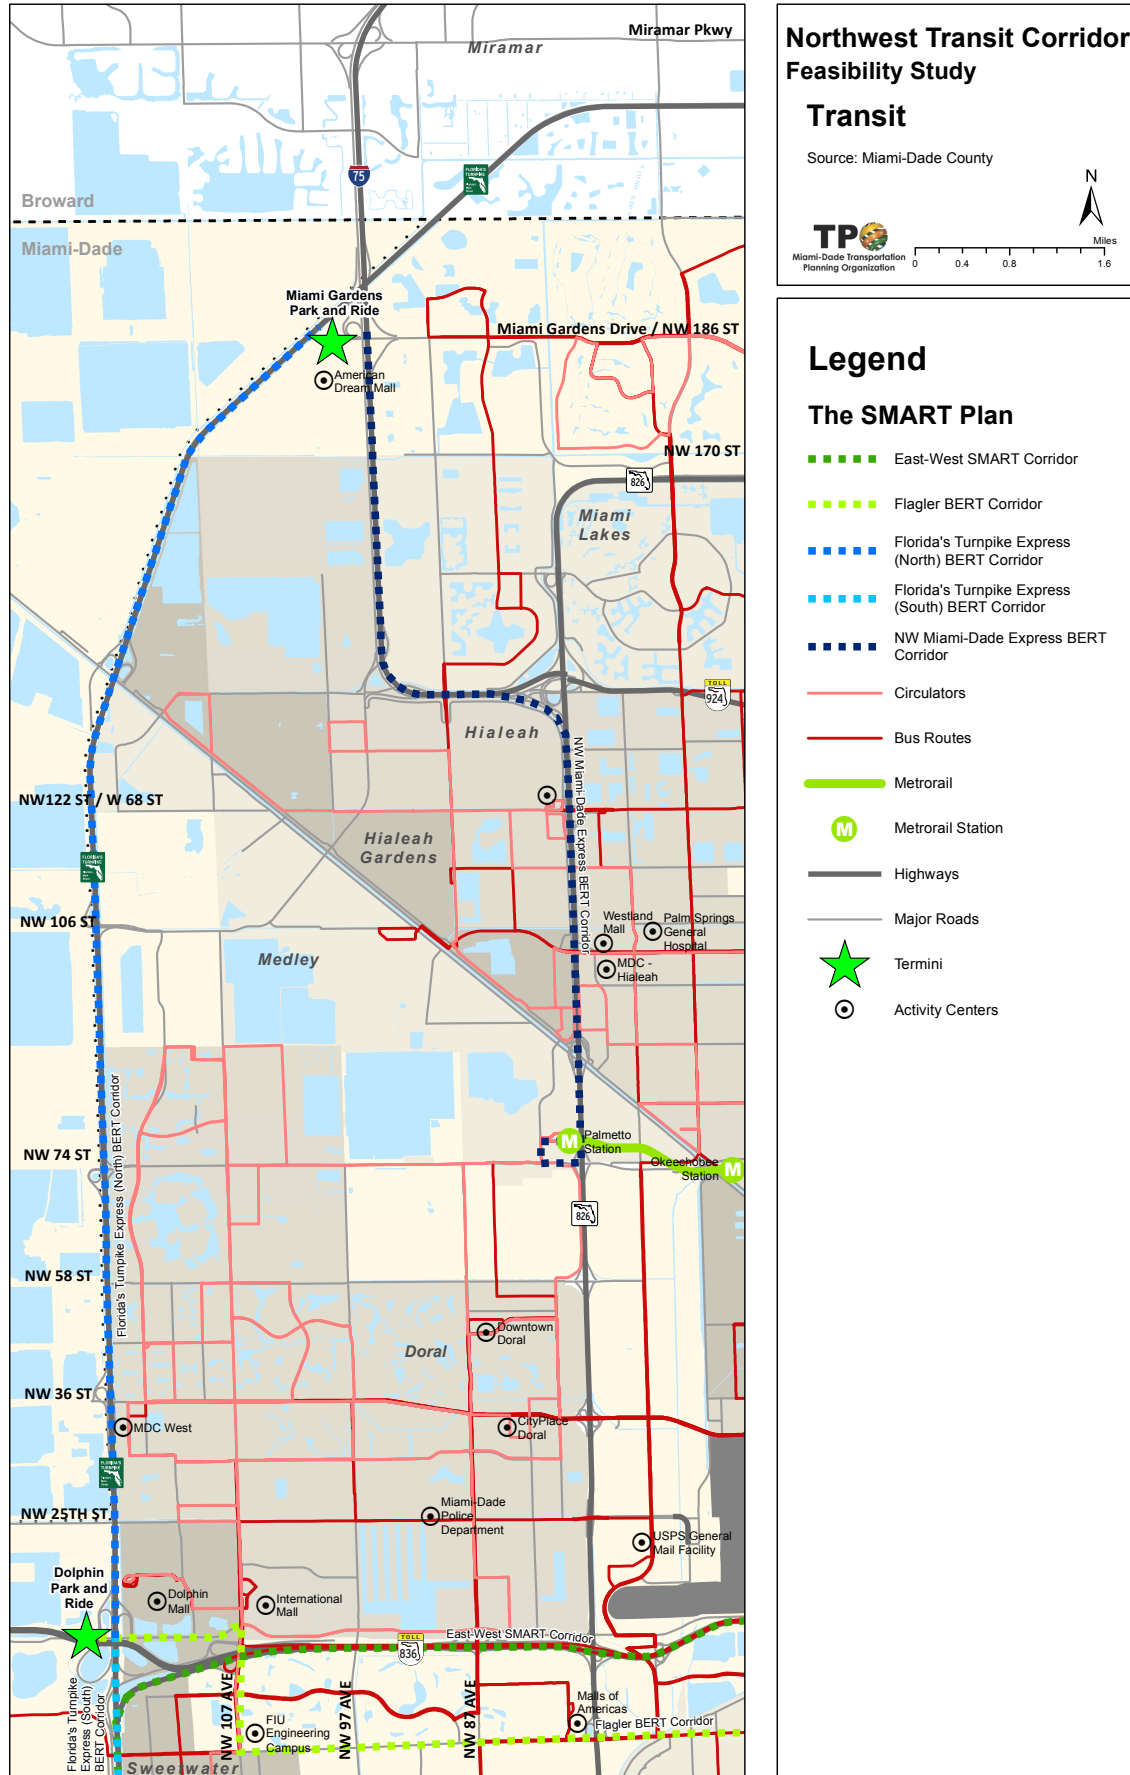 Miramar Pkwy
Miramar
75
FLORIDA'S
TURNPIKE
Broward
Miami-Dade
Miami Gardens
Park and Ride
Miami Gardens Drive / NW 186 ST
American
Dream Mall
NW 170 ST
826
Miami
Lakes
TOLL
924
Hialeah
NW Miami-Dade Express BERT Corridor
NW122 ST / W 68 ST
Hialeah
Gardens
FLORIDA'S
TURNPIKE
NW 106 ST
Westland
Mall
Palm Springs
General
Hospital
MDC -
Hialeah
Medley
Florida's Turnpike Express (North) BERT Corridor
NW 74 ST
M
Palmetto
Station
Okeechobee
Station
M
826
NW 58 ST
Downtown
Doral
Doral
NW 36 ST
MDC West
CityPlace
Doral
FLORIDA'S
TURNPIKE
NW 25TH ST
Miami-Dade
Police
Department
USPS General
Mail Facility
Dolphin
Park and
Ride
Dolphin
Mall
International
Mall
East-West SMART Corridor
TOLL
836
Florida's Turnpike
Express (South)
BERT Corridor
NW 107 AVE
NW 97 AVE
NW 87 AVE
FIU
Engineering
Campus
Malls of
Americas
Flagler BERT Corridor
Sweetwater
Northwest Transit Corridor
Feasibility Study
Transit
Source: Miami-Dade County
N
TPO
Miami-Dade Transportation
Planning Organization
Miles
0 0.4 0.8 1.6
Legend
The SMART Plan
East-West SMART Corridor
Flagler BERT Corridor
Florida's Turnpike Express
(North) BERT Corridor
Florida's Turnpike Express
(South) BERT Corridor
NW Miami-Dade Express BERT
Corridor
Circulators
Bus Routes
Metrorail
M
Metrorail Station
Highways
Major Roads
Termini
Activity Centers